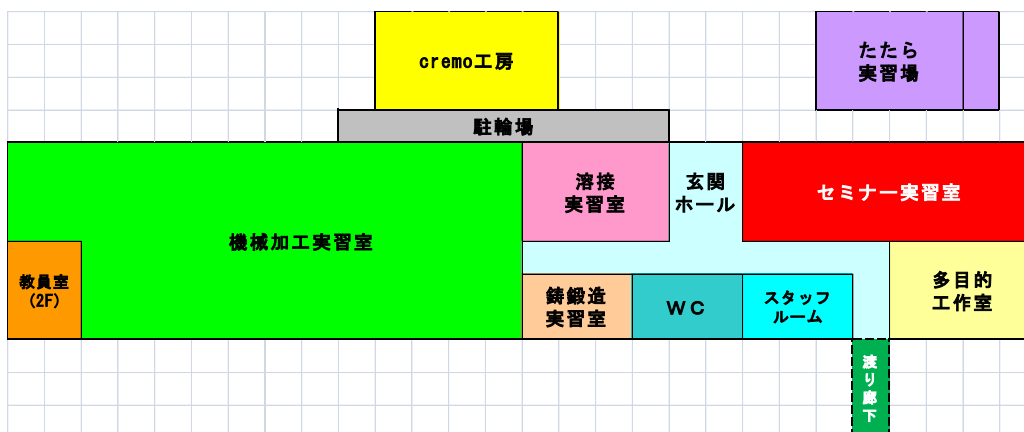 cremo工房
たたら
実習場
駐輪場
溶接
実習室
玄関
ホール
セミナー実習室
機械加工実習室
教員室
(2F)
鋳鍛造
実習室
ＷＣ
スタッフ
ルーム
多目的
工作室
渡り廊下